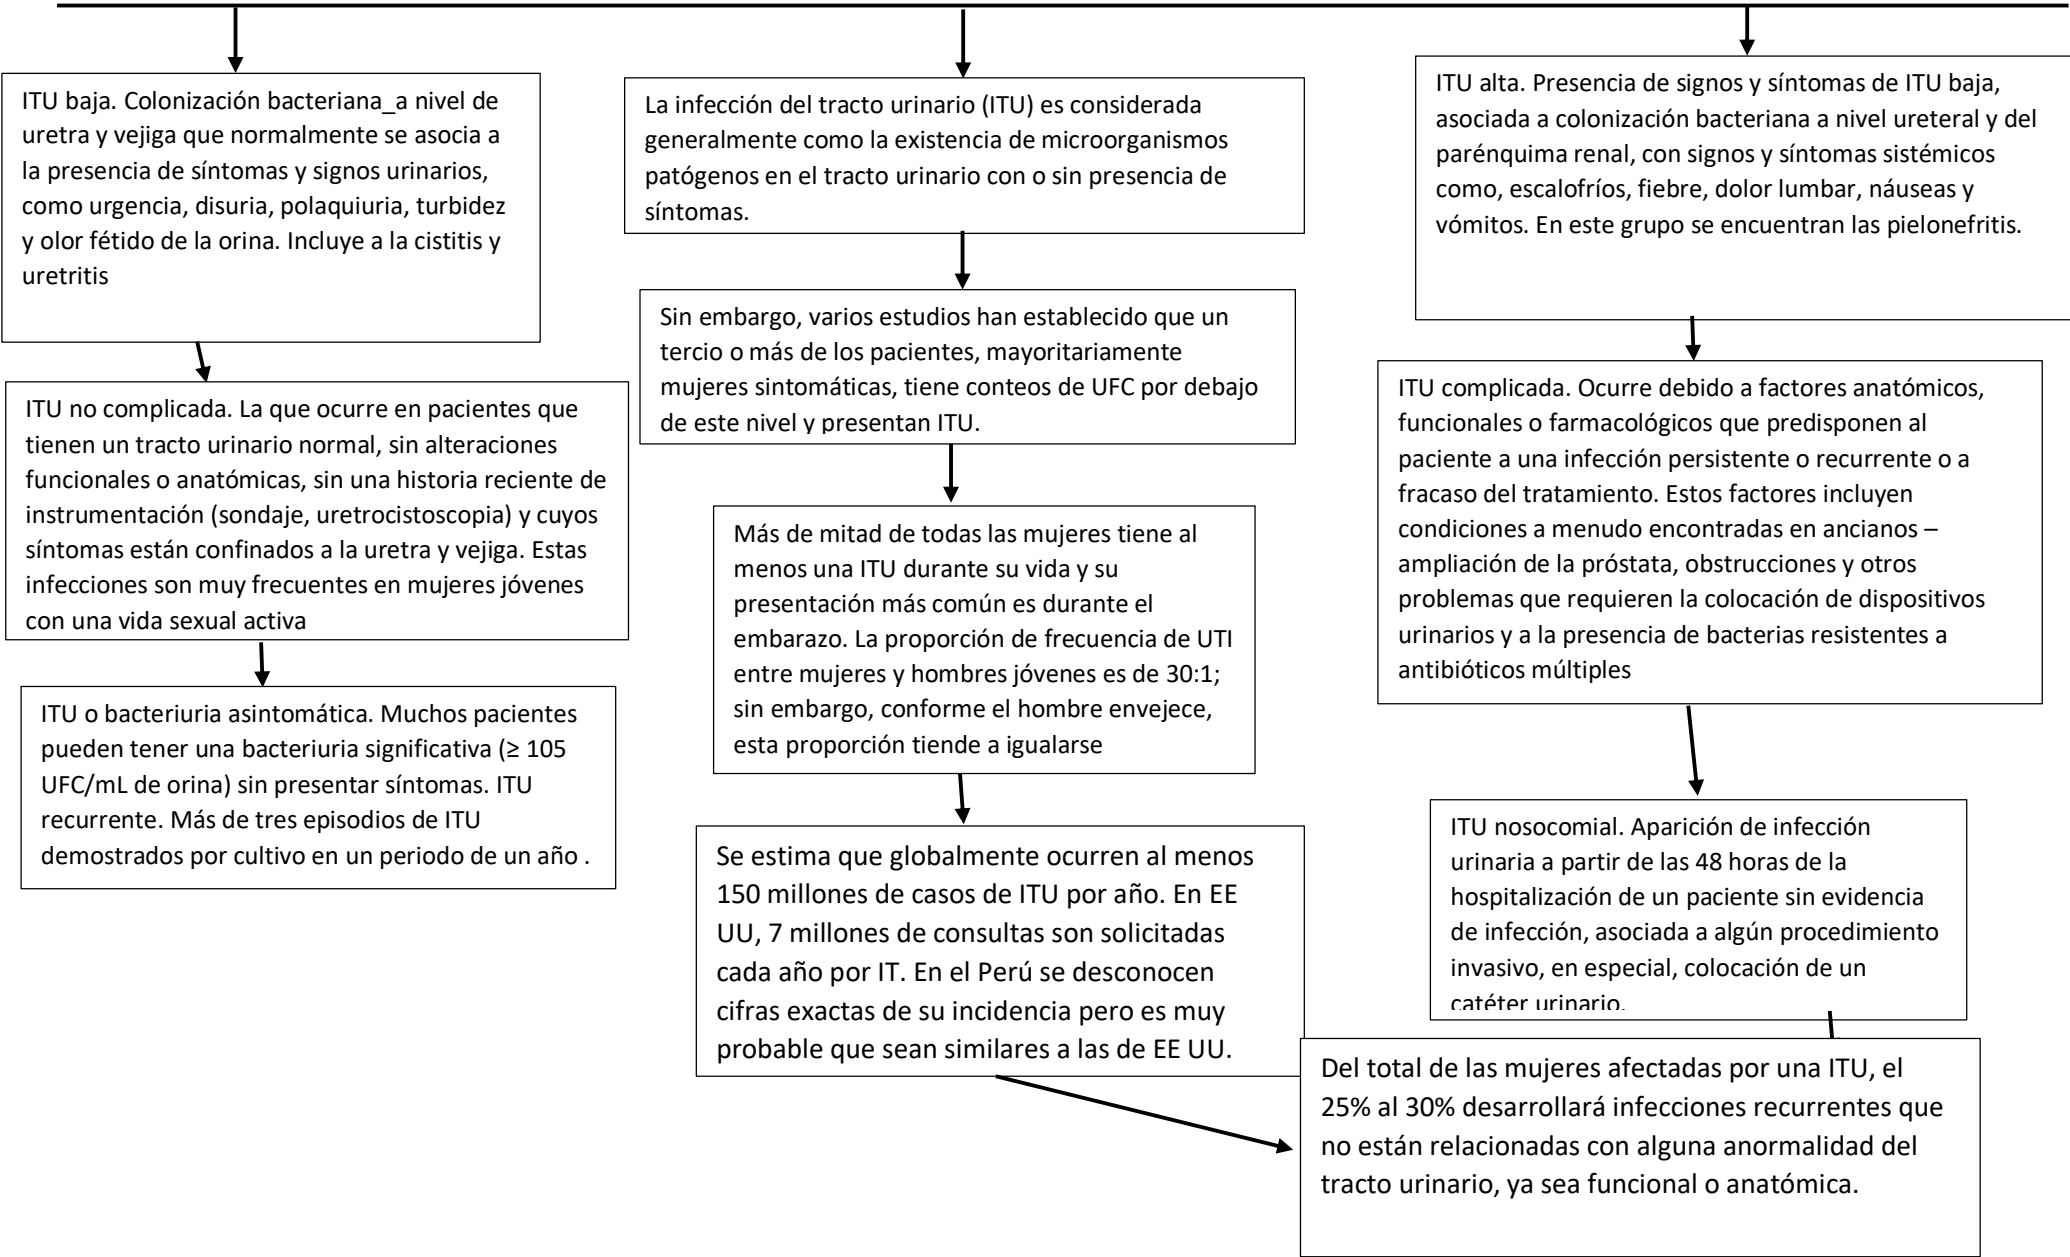 ITU baja. Colonización bacteriana_a nivel de
uretra y vejiga que normalmente se asocia a
la presencia de síntomas y signos urinarios,
como urgencia, disuria, polaquiuria, turbidez
y olor fétido de la orina. Incluye a la cistitis y
uretritis
ITU no complicada. La que ocurre en pacientes que
tienen un tracto urinario normal, sin alteraciones
funcionales o anatómicas, sin una historia reciente de
instrumentación (sondaje, uretrocistoscopia) y cuyos
síntomas están confinados a la uretra y vejiga. Estas
infecciones son muy frecuentes en mujeres jóvenes
con una vida sexual activa
ITU o bacteriuria asintomática. Muchos pacientes
pueden tener una bacteriuria significativa (≥ 105
UFC/mL de orina) sin presentar síntomas. ITU
recurrente. Más de tres episodios de ITU
demostrados por cultivo en un periodo de un año .
La infección del tracto urinario (ITU) es considerada
generalmente como la existencia de microorganismos
patógenos en el tracto urinario con o sin presencia de
síntomas.
Sin embargo, varios estudios han establecido que un
tercio o más de los pacientes, mayoritariamente
mujeres sintomáticas, tiene conteos de UFC por debajo
de este nivel y presentan ITU.
Más de mitad de todas las mujeres tiene al
menos una ITU durante su vida y su
presentación más común es durante el
embarazo. La proporción de frecuencia de UTI
entre mujeres y hombres jóvenes es de 30:1;
sin embargo, conforme el hombre envejece,
esta proporción tiende a igualarse
Se estima que globalmente ocurren al menos
150 millones de casos de ITU por año. En EE
UU, 7 millones de consultas son solicitadas
cada año por IT. En el Perú se desconocen
cifras exactas de su incidencia pero es muy
probable que sean similares a las de EE UU.
ITU alta. Presencia de signos y síntomas de ITU baja,
asociada a colonización bacteriana a nivel ureteral y del
parénquima renal, con signos y síntomas sistémicos
como, escalofríos, fiebre, dolor lumbar, náuseas y
vómitos. En este grupo se encuentran las pielonefritis.
ITU complicada. Ocurre debido a factores anatómicos,
funcionales o farmacológicos que predisponen al
paciente a una infección persistente o recurrente o a
fracaso del tratamiento. Estos factores incluyen
condiciones a menudo encontradas en ancianos –
ampliación de la próstata, obstrucciones y otros
problemas que requieren la colocación de dispositivos
urinarios y a la presencia de bacterias resistentes a
antibióticos múltiples
ITU nosocomial. Aparición de infección
urinaria a partir de las 48 horas de la
hospitalización de un paciente sin evidencia
de infección, asociada a algún procedimiento
invasivo, en especial, colocación de un
catéter urinario.
Del total de las mujeres afectadas por una ITU, el
25% al 30% desarrollará infecciones recurrentes que
no están relacionadas con alguna anormalidad del
tracto urinario, ya sea funcional o anatómica.